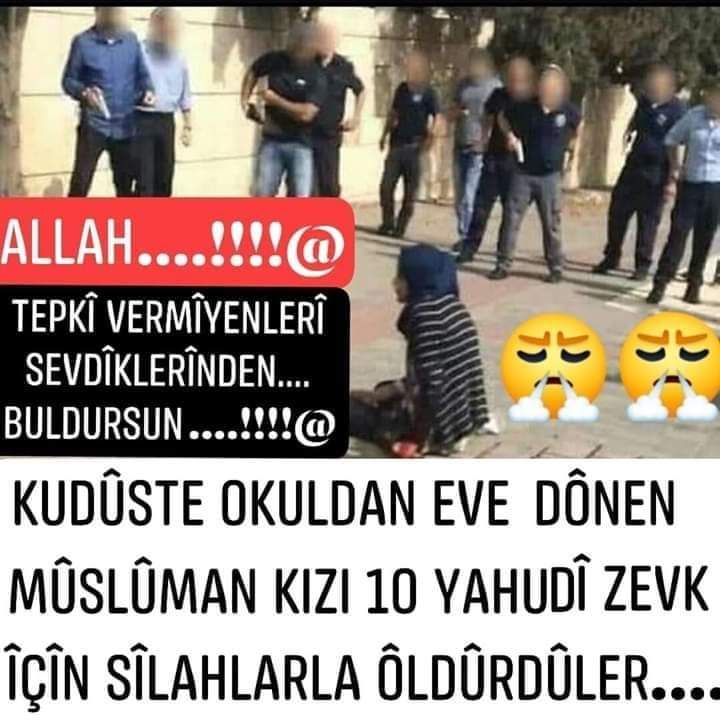 ALLAH....!!!!@
TEPKÎ VERMÎYENLERÎ
SEVDÎKLERÎNDEN....
BULDURSUN....!!!!@
KUDÛSTE OKULDAN EVE DÔNEN
MÛSLÛMAN KIZI 10 YAHUDÎ ZEVK
ÎÇÎN SÎLAHLARLA ÔLDÛRDÛLER....